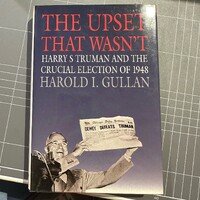 THE UPSET
THAT WASN'T
HARRY S TRUMAN AND THE
CRUCIAL ELECTION OF 1948
HAROLD I. GULLAN
DEWEY DEFEATS TRUMAN